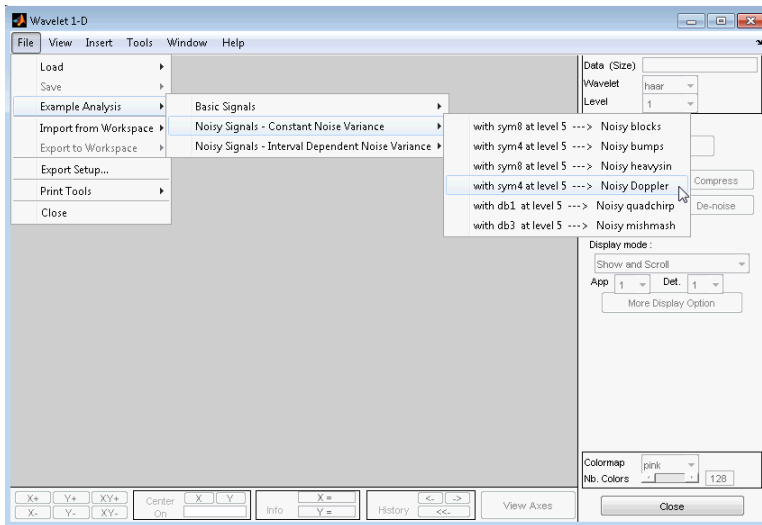 Wavelet 1-D
File View Insert Tools Window Help
Load
Save
Example Analysis
Import from Workspace
Export to Workspace
Export Setup...
Print Tools
Close
Basic Signals
Noisy Signals - Constant Noise Variance
Noisy Signals - Interval Dependent Noise Variance
with sym8 at level 5 ---> Noisy blocks
with sym4 at level 5 ---> Noisy bumps
with sym8 at level 5 ---> Noisy heavysin
with sym4 at level 5 ---> Noisy Doppler
with db1 at level 5 ---> Noisy quadchirp
with db3 at level 5 ---> Noisy mishmash
Data (Size)
Wavelet haar
Level 1
Compress
De-noise
Display mode :
Show and Scroll
App 1 Det. 1
More Display Option
Colormap pink
Nb. Colors 128
Close
X+ Y+ XY+
X- Y- XY-
Center On X Y
Info X = Y =
History <- -> <<-
View Axes